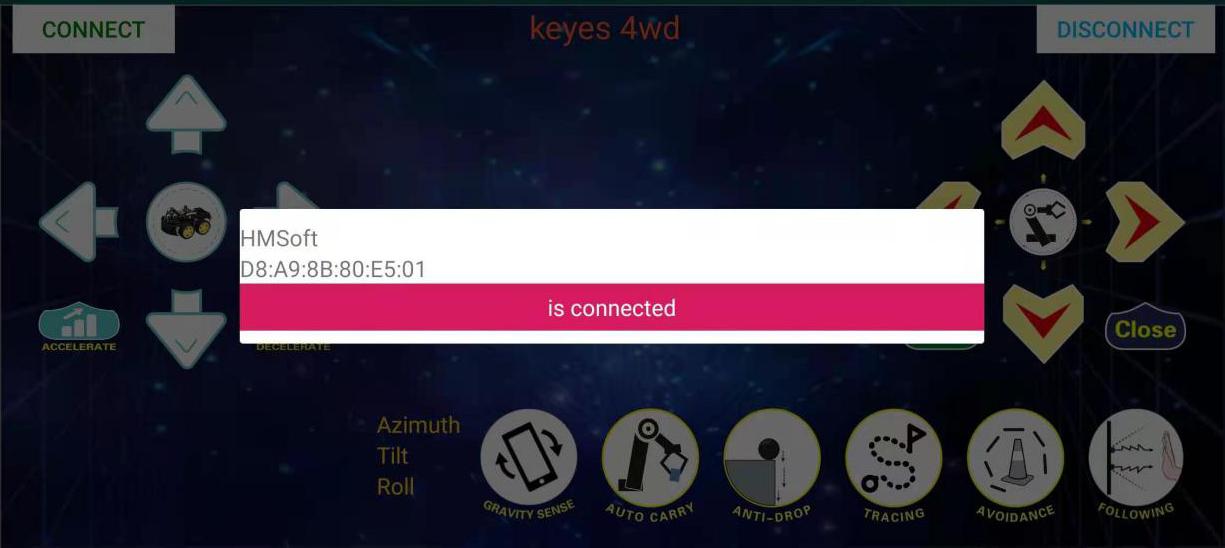 CONNECT
keyes 4wd
DISCONNECT
HMSoft
D8:A9:8B:80:E5:01
is connected
ACCELERATE
DECELERATE
Close
Azimuth
Tilt
Roll
GRAVITY SENSE
AUTO CARRY
ANTI-DROP
TRACING
AVOIDANCE
FOLLOWING